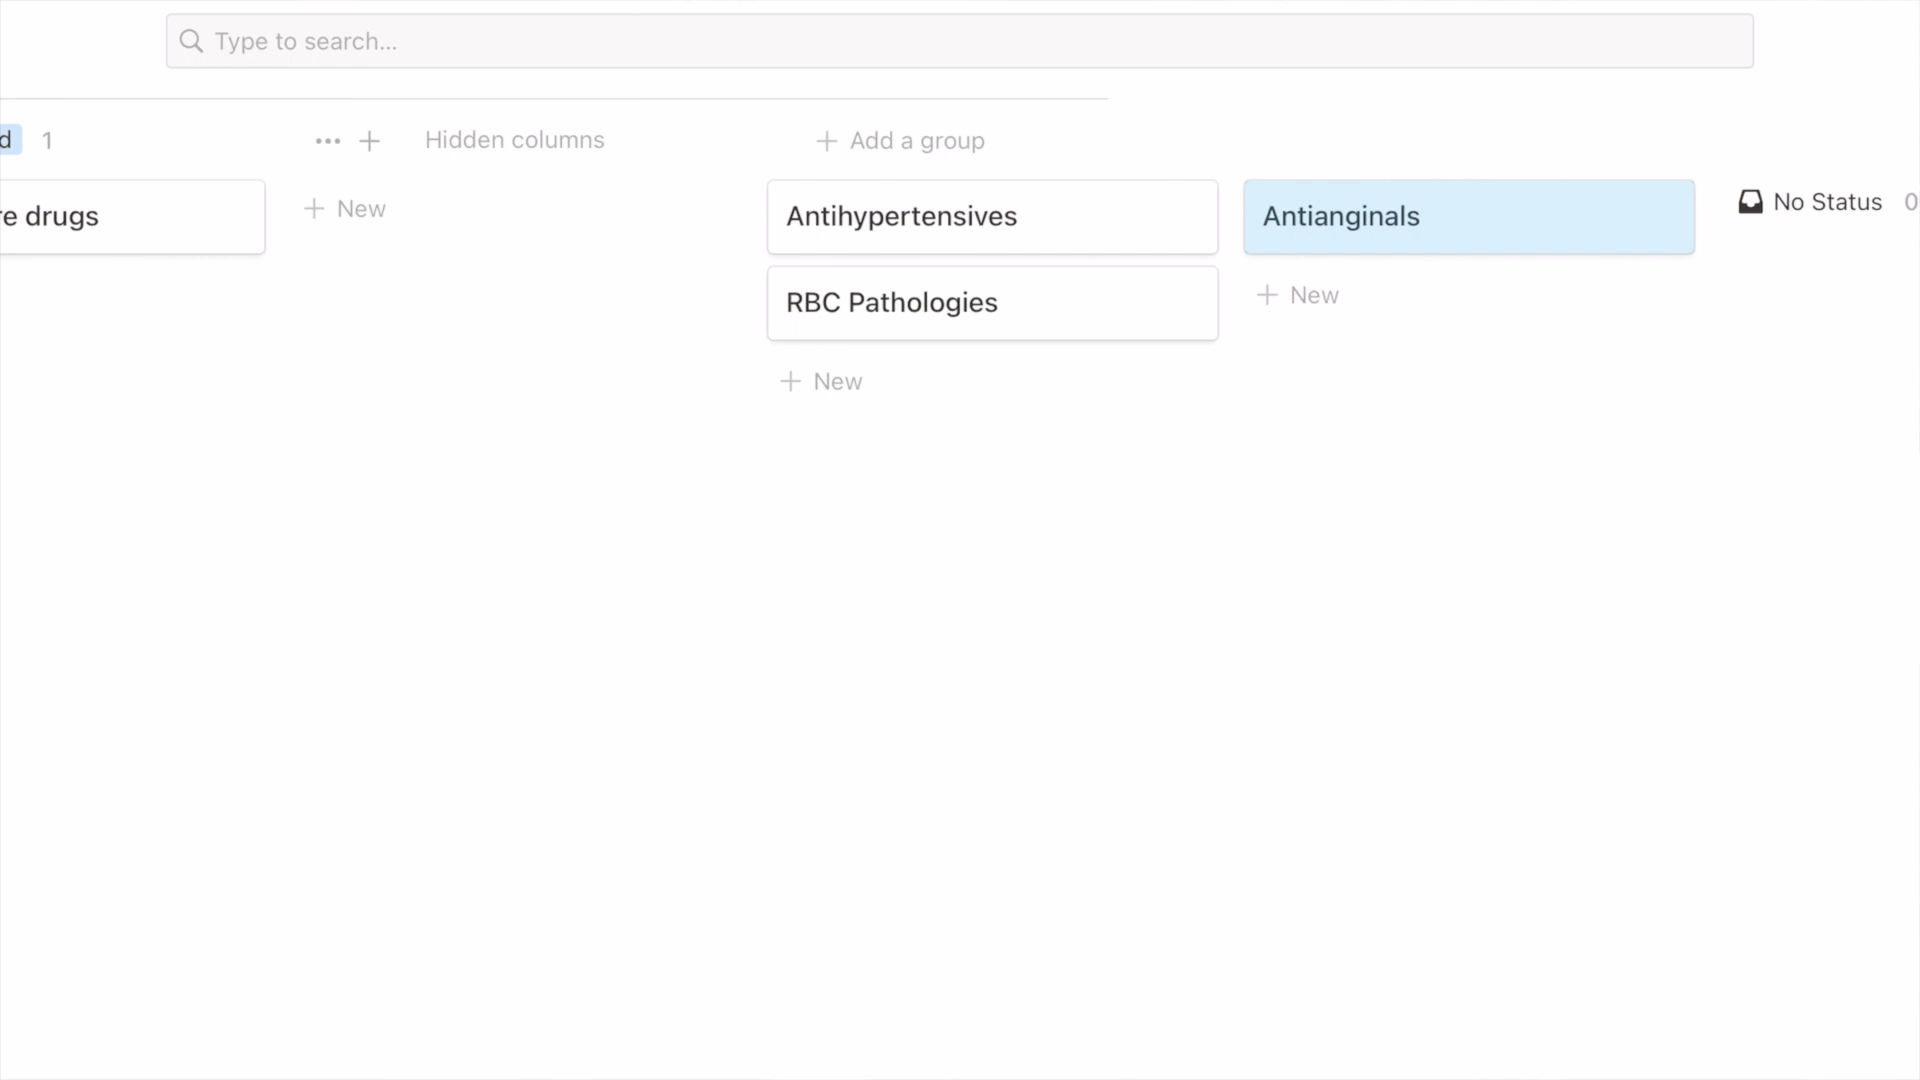 Type to search...
d 1
Hidden columns
Add a group
re drugs
New
Antihypertensives
Antianginals
No Status 0
RBC Pathologies
New
New